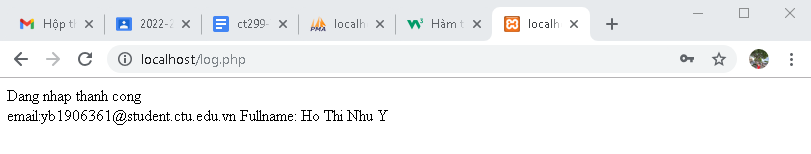 Hộp t
2022-2
ct299-
localh
Hàm t
localh
localhost/log.php
Dang nhap thanh cong
email:yb1906361@student.ctu.edu.vn Fullname: Ho Thi Nhu Y